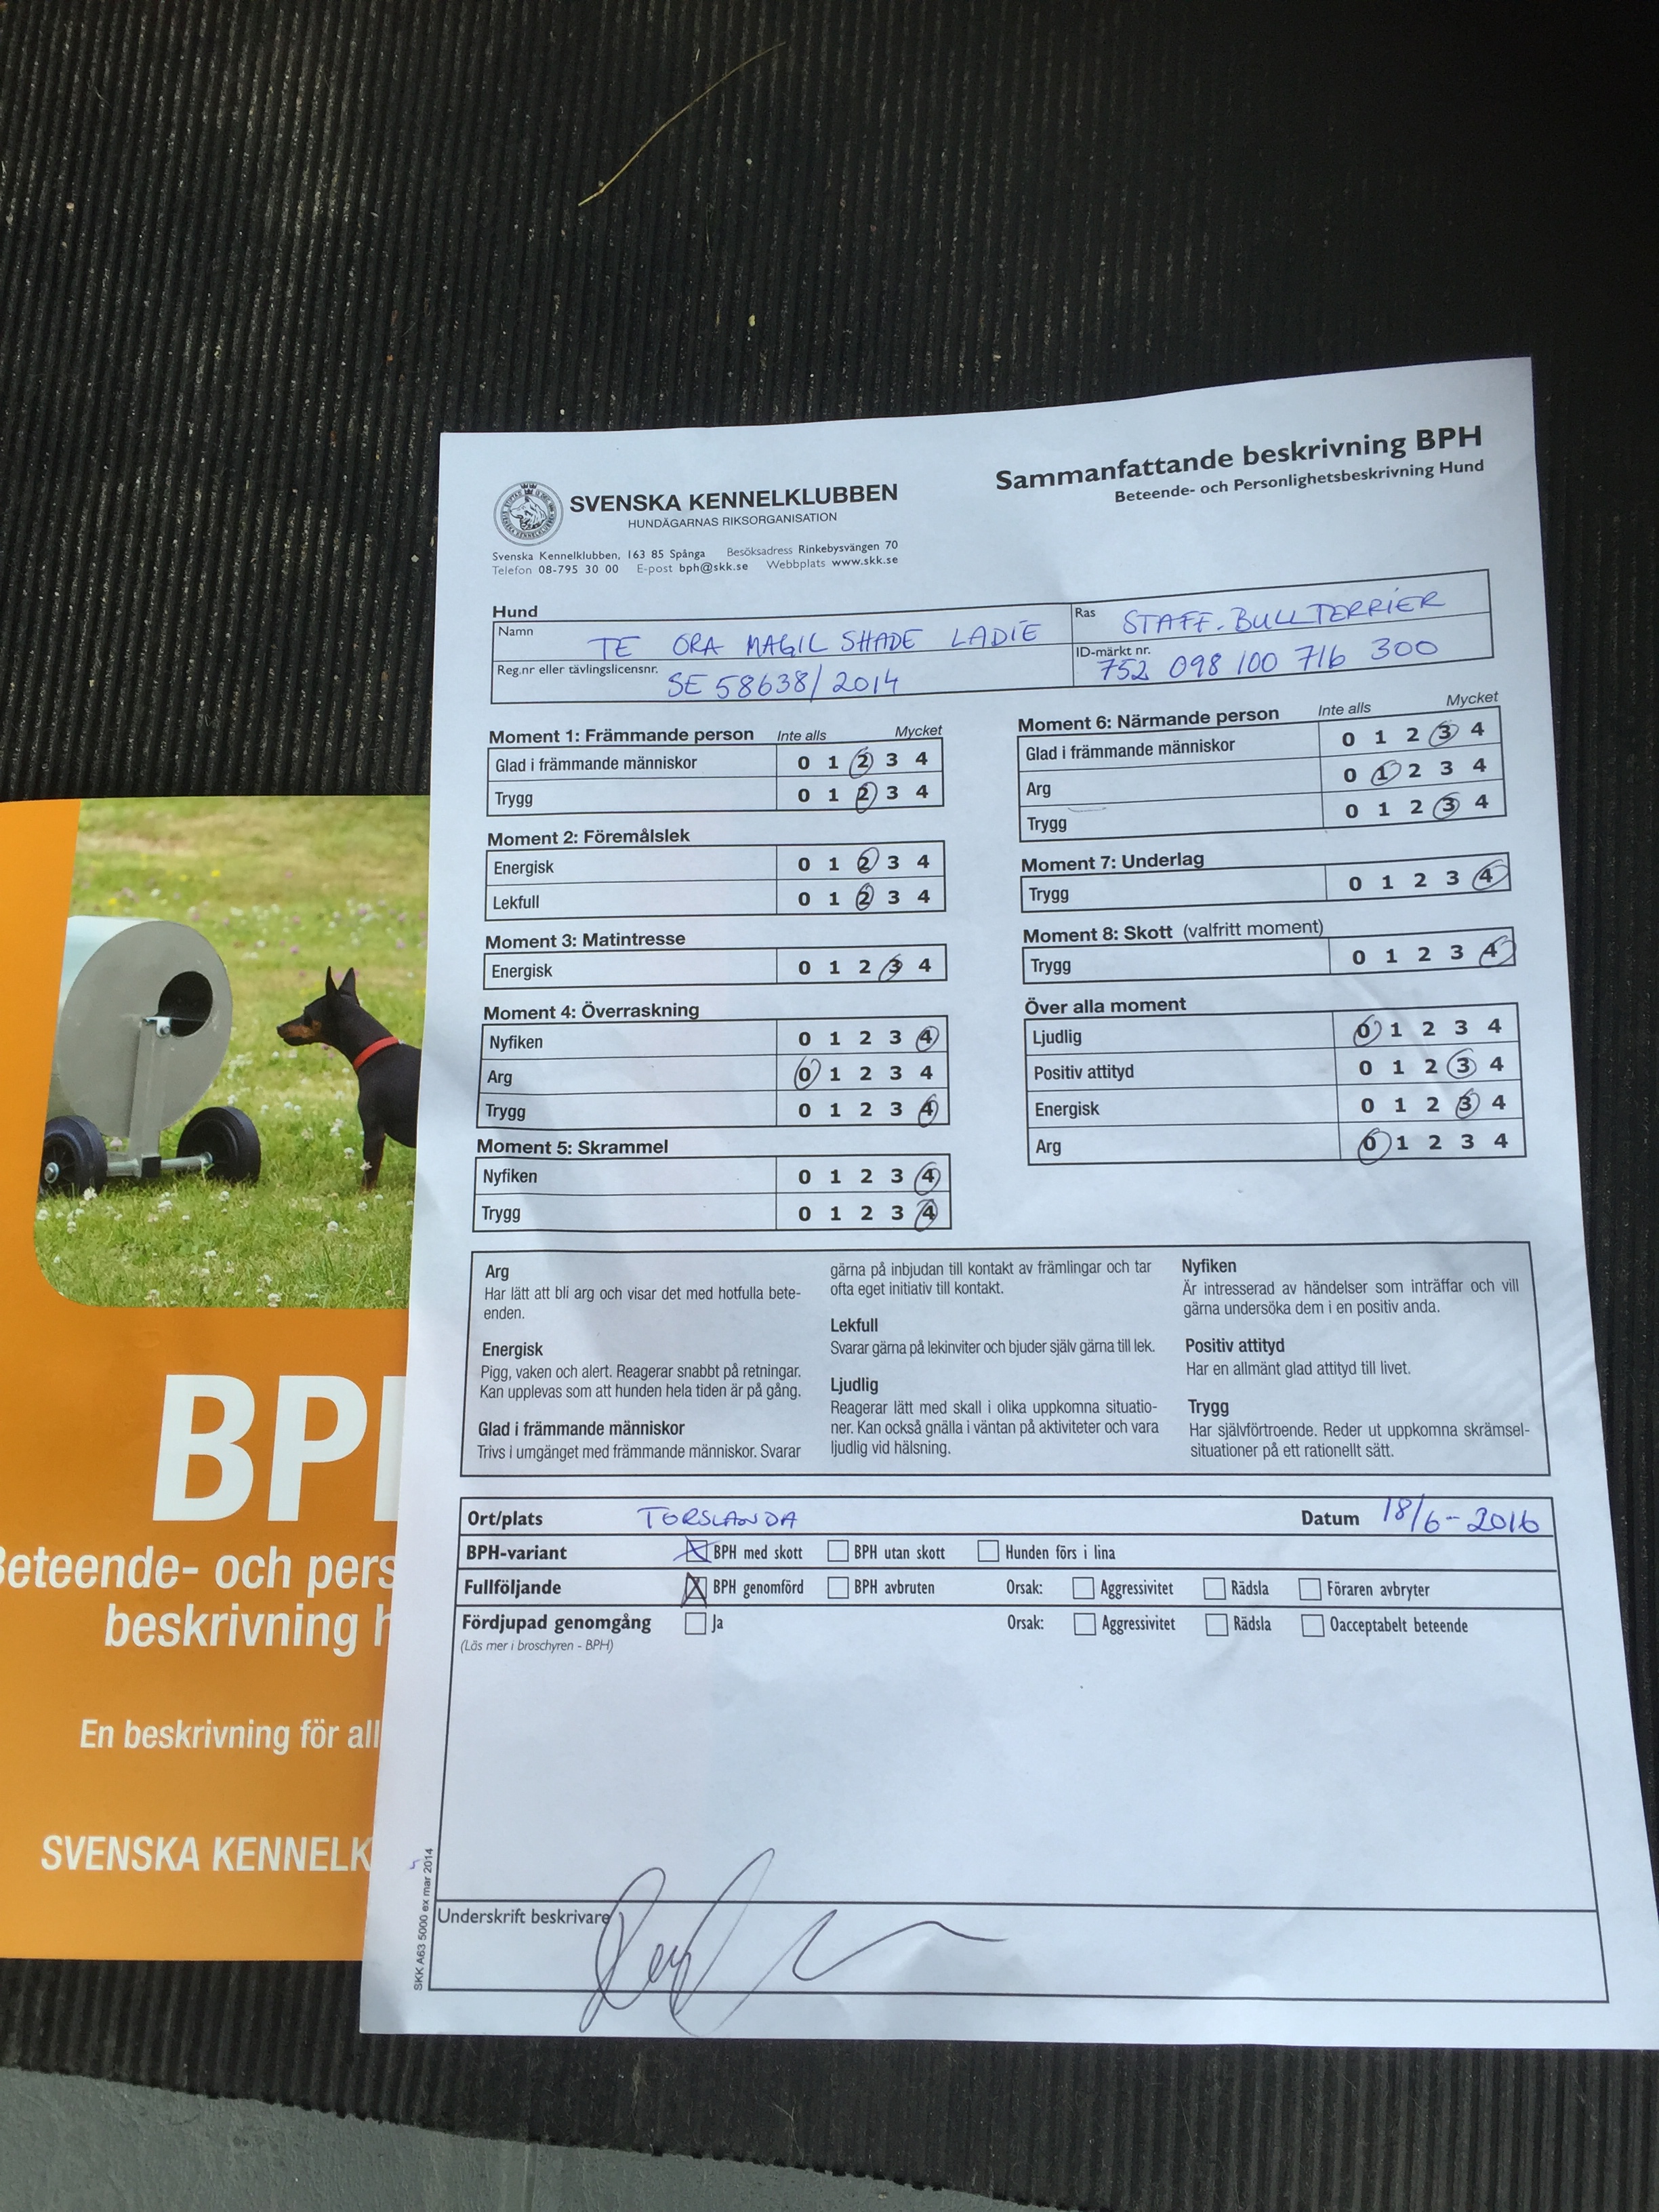 SVENSKA KENNELKLUBBEN
HUNDÄGARNAS RIKSORGANISATION
Svenska Kennelklubben, 163 85 Spånga Besöksadress Rinkebysvängen 70
Telefon 08-795 30 00 E-post bph@skk.se Webbplats www.skk.se
Sammanfattande beskrivning BPH
Beteende- och Personlighetsbeskrivning Hund
Hund
Namn TE ORA MAGIC SHADE LADIE
Ras STAFF. BULLTERRIER
Reg.nr eller tävlingslicensnr. SE 58638/2014
ID-märkt nr. 752 098 100 716 300
Moment 1: Främmande person Inte alls Mycket
Glad i främmande människor 0 1 2 3 4
Trygg 0 1 2 3 4
Moment 2: Föremålslek
Energisk 0 1 2 3 4
Lekfull 0 1 2 3 4
Moment 3: Matintresse
Energisk 0 1 2 3 4
Moment 4: Överraskning
Nyfiken 0 1 2 3 4
Arg 0 1 2 3 4
Trygg 0 1 2 3 4
Moment 5: Skrammel
Nyfiken 0 1 2 3 4
Trygg 0 1 2 3 4
Moment 6: Närmande person Inte alls Mycket
Glad i främmande människor 0 1 2 3 4
Arg 0 1 2 3 4
Trygg 0 1 2 3 4
Moment 7: Underlag
Trygg 0 1 2 3 4
Moment 8: Skott (valfritt moment)
Trygg 0 1 2 3 4
Över alla moment
Ljudlig 0 1 2 3 4
Positiv attityd 0 1 2 3 4
Energisk 0 1 2 3 4
Arg 0 1 2 3 4
Arg
Har lätt att bli arg och visar det med hotfulla bete-
enden.
Energisk
Pigg, vaken och alert. Reagerar snabbt på retningar.
Kan upplevas som att hunden hela tiden är på gång.
Glad i främmande människor
Trivs i umgänget med främmande människor. Svarar
gärna på inbjudan till kontakt av främlingar och tar
ofta eget initiativ till kontakt.
Lekfull
Svarar gärna på lekinviter och bjuder själv gärna till lek.
Ljudlig
Reagerar lätt med skall i olika uppkomna situatio-
ner. Kan också gnälla i väntan på aktiviteter och vara
ljudlig vid hälsning.
Nyfiken
Är intresserad av händelser som inträffar och vill
gärna undersöka dem i en positiv anda.
Positiv attityd
Har en allmänt glad attityd till livet.
Trygg
Har självförtroende. Reder ut uppkomna skrämsel-
situationer på ett rationellt sätt.
Ort/plats TORSLANDA Datum 18/6-2016
BPH-variant BPH med skott BPH utan skott Hunden förs i lina
Fullföljande BPH genomförd BPH avbruten Orsak: Aggressivitet Rädsla Föraren avbryter
Fördjupad genomgång Ja Orsak: Aggressivitet Rädsla Oacceptabelt beteende
(Läs mer i broschyren - BPH)
Underskrift beskrivare
SKK A63 5000 ex mar 2014
BPH
Beteende- och pers
beskrivning h
En beskrivning för all
SVENSKA KENNELK